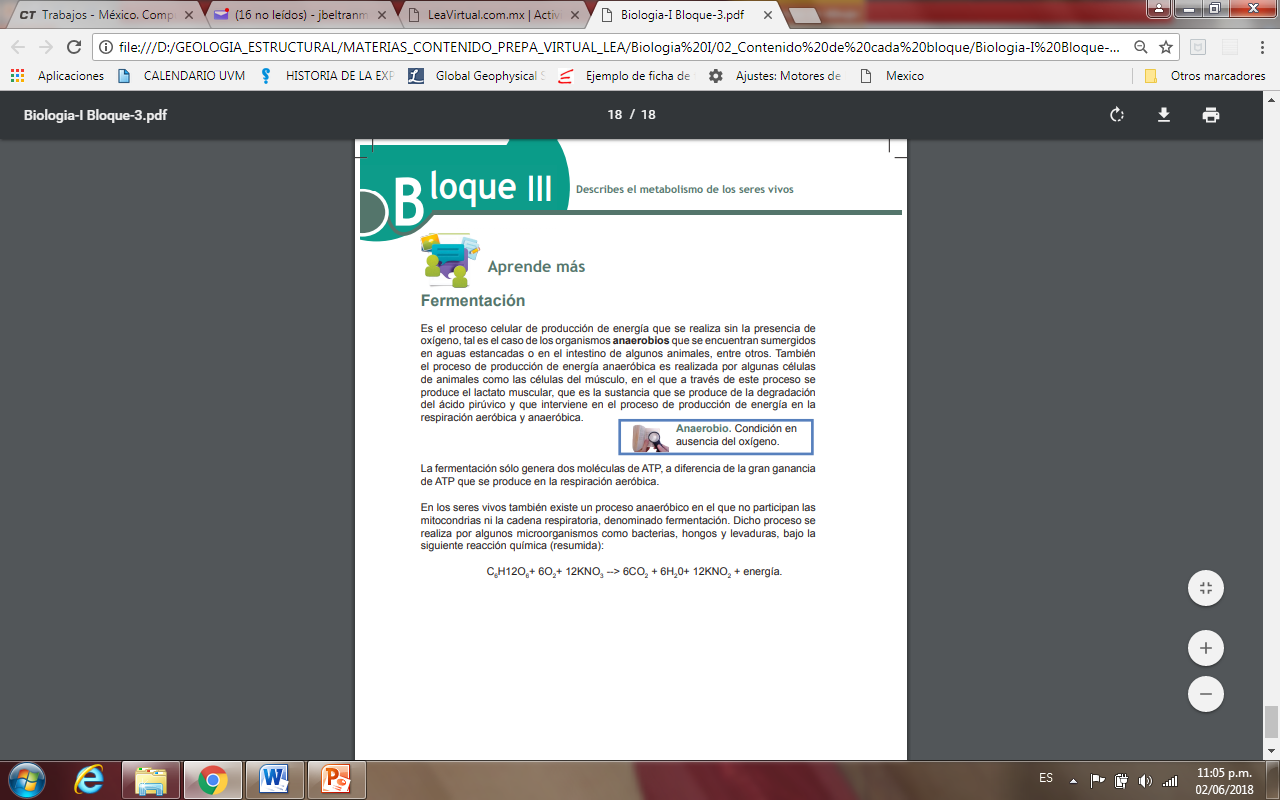 CT Trabajos - México. Comp
(16 no leídos) - jbeltranm
LeaVirtual.com.mx | Activ
Biologia-I Bloque-3.pdf
file:///D:/GEOLOGIA_ESTRUCTURAL/MATERIAS_CONTENIDO_PREPA_VIRTUAL_LEA/Biologia%20I/02_Contenido%20de%20cada%20bloque/Biologia-I%20Bloque-...
Aplicaciones CALENDARIO UVM HISTORIA DE LA EXP Global Geophysical S Ejemplo de ficha de Ajustes: Motores de Mexico Otros marcadores
Biologia-I Bloque-3.pdf 18 / 18
Bloque III Describes el metabolismo de los seres vivos
Aprende más
Fermentación
Es el proceso celular de producción de energía que se realiza sin la presencia de
oxígeno, tal es el caso de los organismos anaerobios que se encuentran sumergidos
en aguas estancadas o en el intestino de algunos animales, entre otros. También
el proceso de producción de energía anaeróbica es realizada por algunas células
de animales como las células del músculo, en el que a través de este proceso se
produce el lactato muscular, que es la sustancia que se produce de la degradación
del ácido pirúvico y que interviene en el proceso de producción de energía en la
respiración aeróbica y anaeróbica.
Anaerobio. Condición en
ausencia del oxígeno.
La fermentación sólo genera dos moléculas de ATP, a diferencia de la gran ganancia
de ATP que se produce en la respiración aeróbica.
En los seres vivos también existe un proceso anaeróbico en el que no participan las
mitocondrias ni la cadena respiratoria, denominado fermentación. Dicho proceso se
realiza por algunos microorganismos como bacterias, hongos y levaduras, bajo la
siguiente reacción química (resumida):
C₆H12O₆+ 6O₂+ 12KNO₃ --> 6CO₂ + 6H₂0+ 12KNO₂ + energía.
ES 11:05 p.m.
02/06/2018